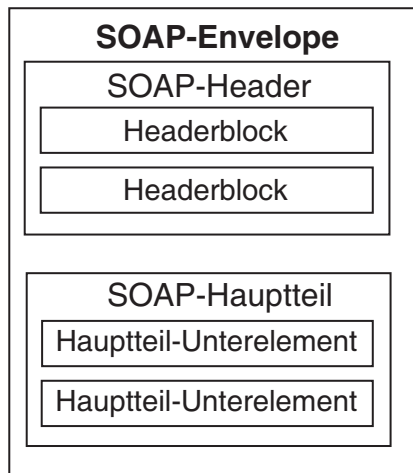 SOAP-Envelope
SOAP-Header
Headerblock
Headerblock
SOAP-Hauptteil
Hauptteil-Unterelement
Hauptteil-Unterelement